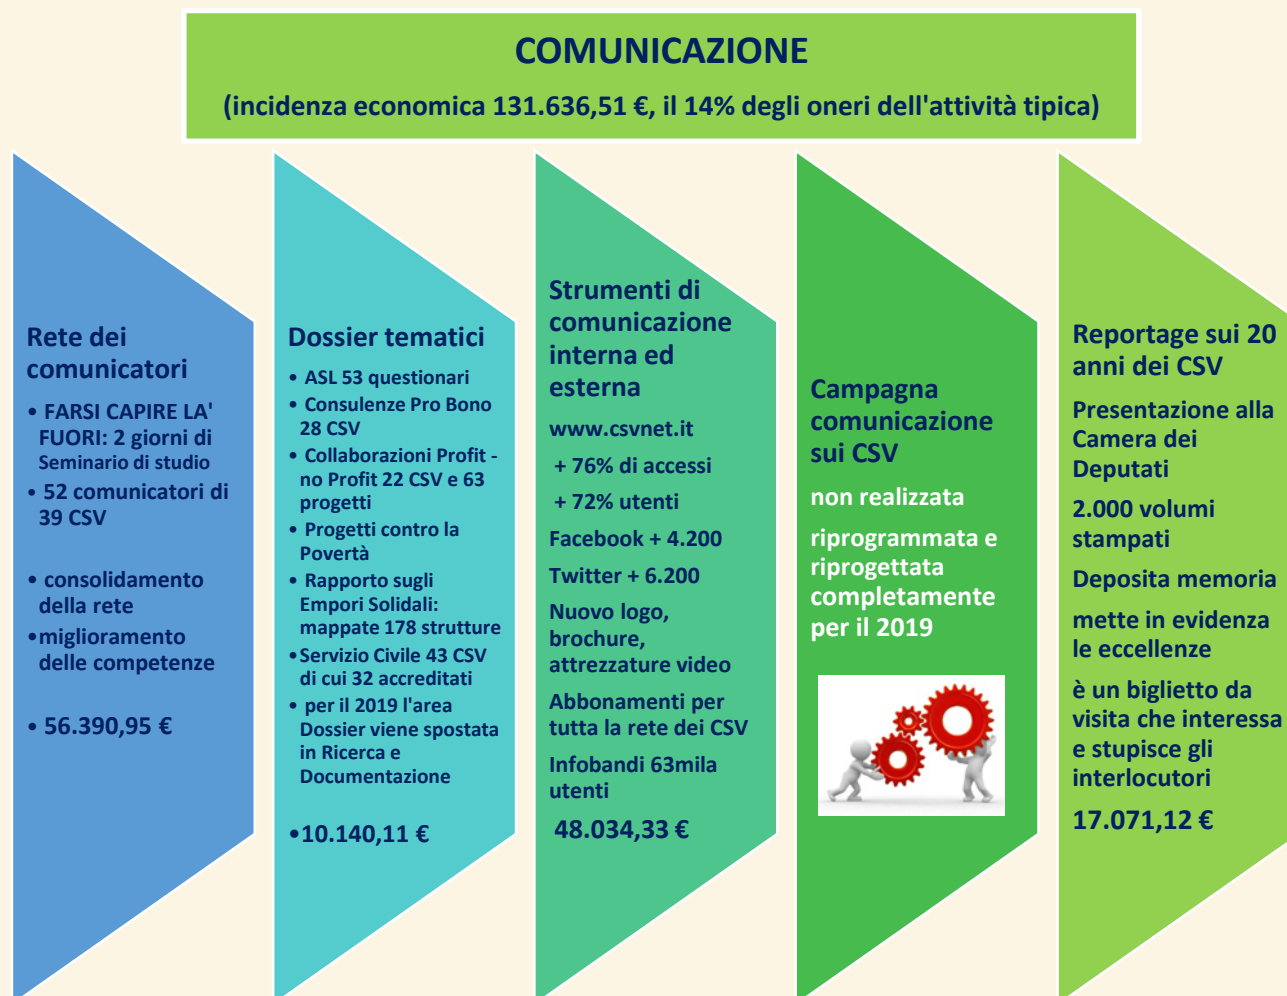 COMUNICAZIONE
(incidenza economica 131.636,51 €, il 14% degli oneri dell'attività tipica)
Rete dei
comunicatori
• FARSI CAPIRE LA'
FUORI: 2 giorni di
Seminario di studio
• 52 comunicatori di
39 CSV
• consolidamento
della rete
•miglioramento
delle competenze
• 56.390,95 €
Dossier tematici
• ASL 53 questionari
• Consulenze Pro Bono
28 CSV
• Collaborazioni Profit -
no Profit 22 CSV e 63
progetti
• Progetti contro la
Povertà
• Rapporto sugli
Empori Solidali:
mappate 178 strutture
•Servizio Civile 43 CSV
di cui 32 accreditati
• per il 2019 l'area
Dossier viene spostata
in Ricerca e
Documentazione
•10.140,11 €
Strumenti di
comunicazione
interna ed
esterna
www.csvnet.it
+ 76% di accessi
+ 72% utenti
Facebook + 4.200
Twitter + 6.200
Nuovo logo,
brochure,
attrezzature video
Abbonamenti per
tutta la rete dei CSV
Infobandi 63mila
utenti
48.034,33 €
Campagna
comunicazione
sui CSV
non realizzata
riprogrammata e
riprogettata
completamente
per il 2019
Reportage sui 20
anni dei CSV
Presentazione alla
Camera dei
Deputati
2.000 volumi
stampati
Deposita memoria
mette in evidenza
le eccellenze
è un biglietto da
visita che interessa
e stupisce gli
interlocutori
17.071,12 €